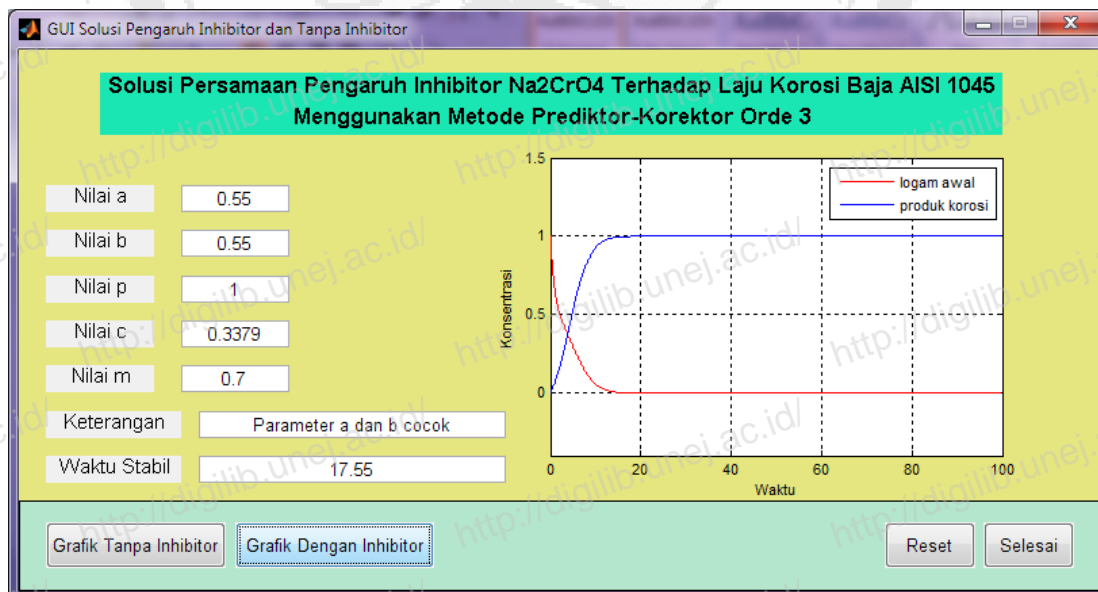 GUI Solusi Pengaruh Inhibitor dan Tanpa Inhibitor
Solusi Persamaan Pengaruh Inhibitor Na2CrO4 Terhadap Laju Korosi Baja AISI 1045
Menggunakan Metode Prediktor-Korektor Orde 3
Nilai a 0.55
Nilai b 0.55
Nilai p 1
Nilai c 0.3379
Nilai m 0.7
Keterangan Parameter a dan b cocok
Waktu Stabil 17.55
1.5
1
0.5
0
Konsentrasi
logam awal
produk korosi
0 20 40 60 80 100
Waktu
Grafik Tanpa Inhibitor Grafik Dengan Inhibitor Reset Selesai
http://digilib.unej.ac.id/